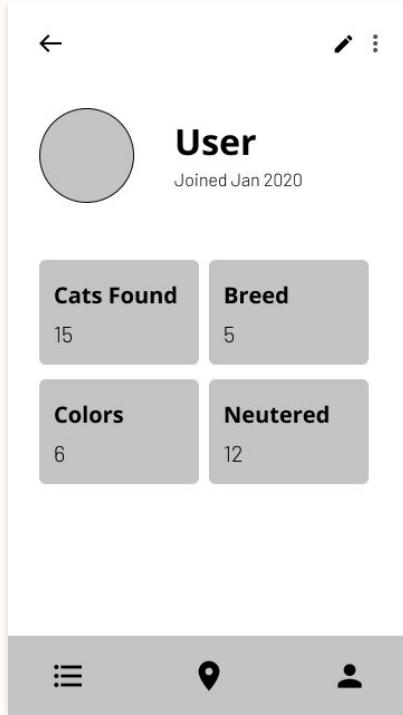 User
Joined Jan 2020
Cats Found
15
Breed
5
Colors
6
Neutered
12